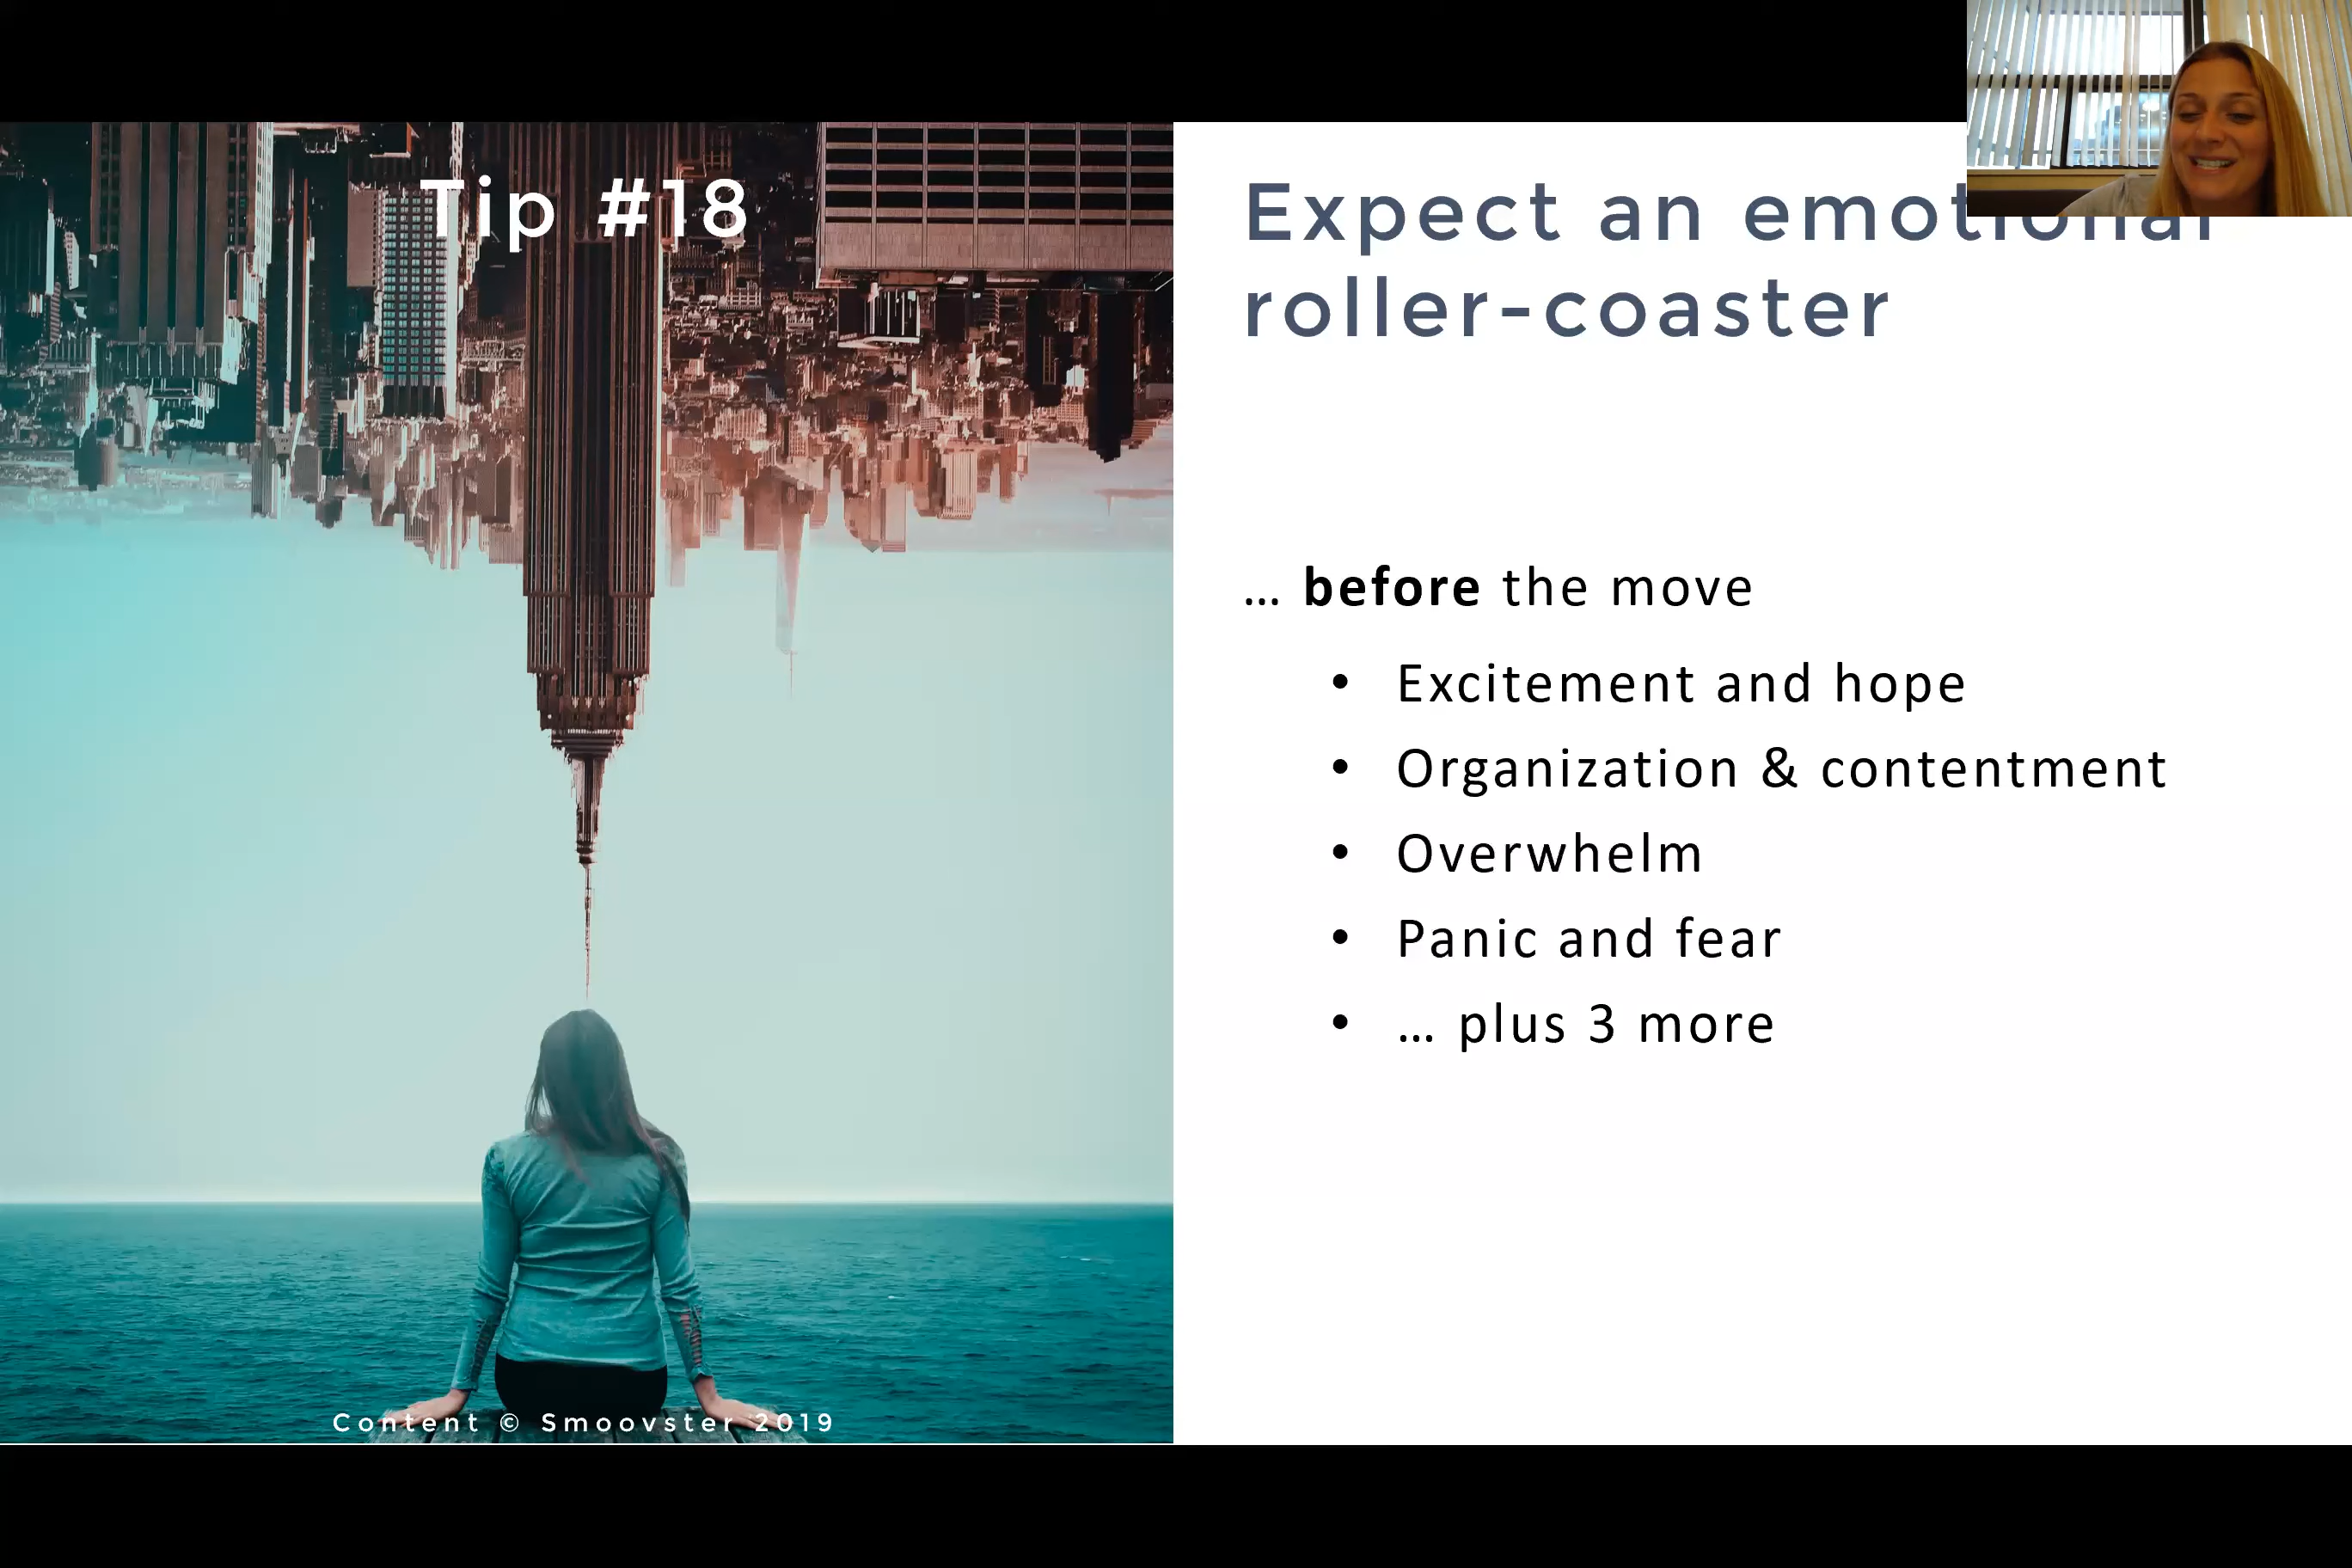 Tip #18
Expect an emotional
roller-coaster
... before the move
• Excitement and hope
• Organization & contentment
• Overwhelm
• Panic and fear
• ... plus 3 more
Content © Smoovster 2019